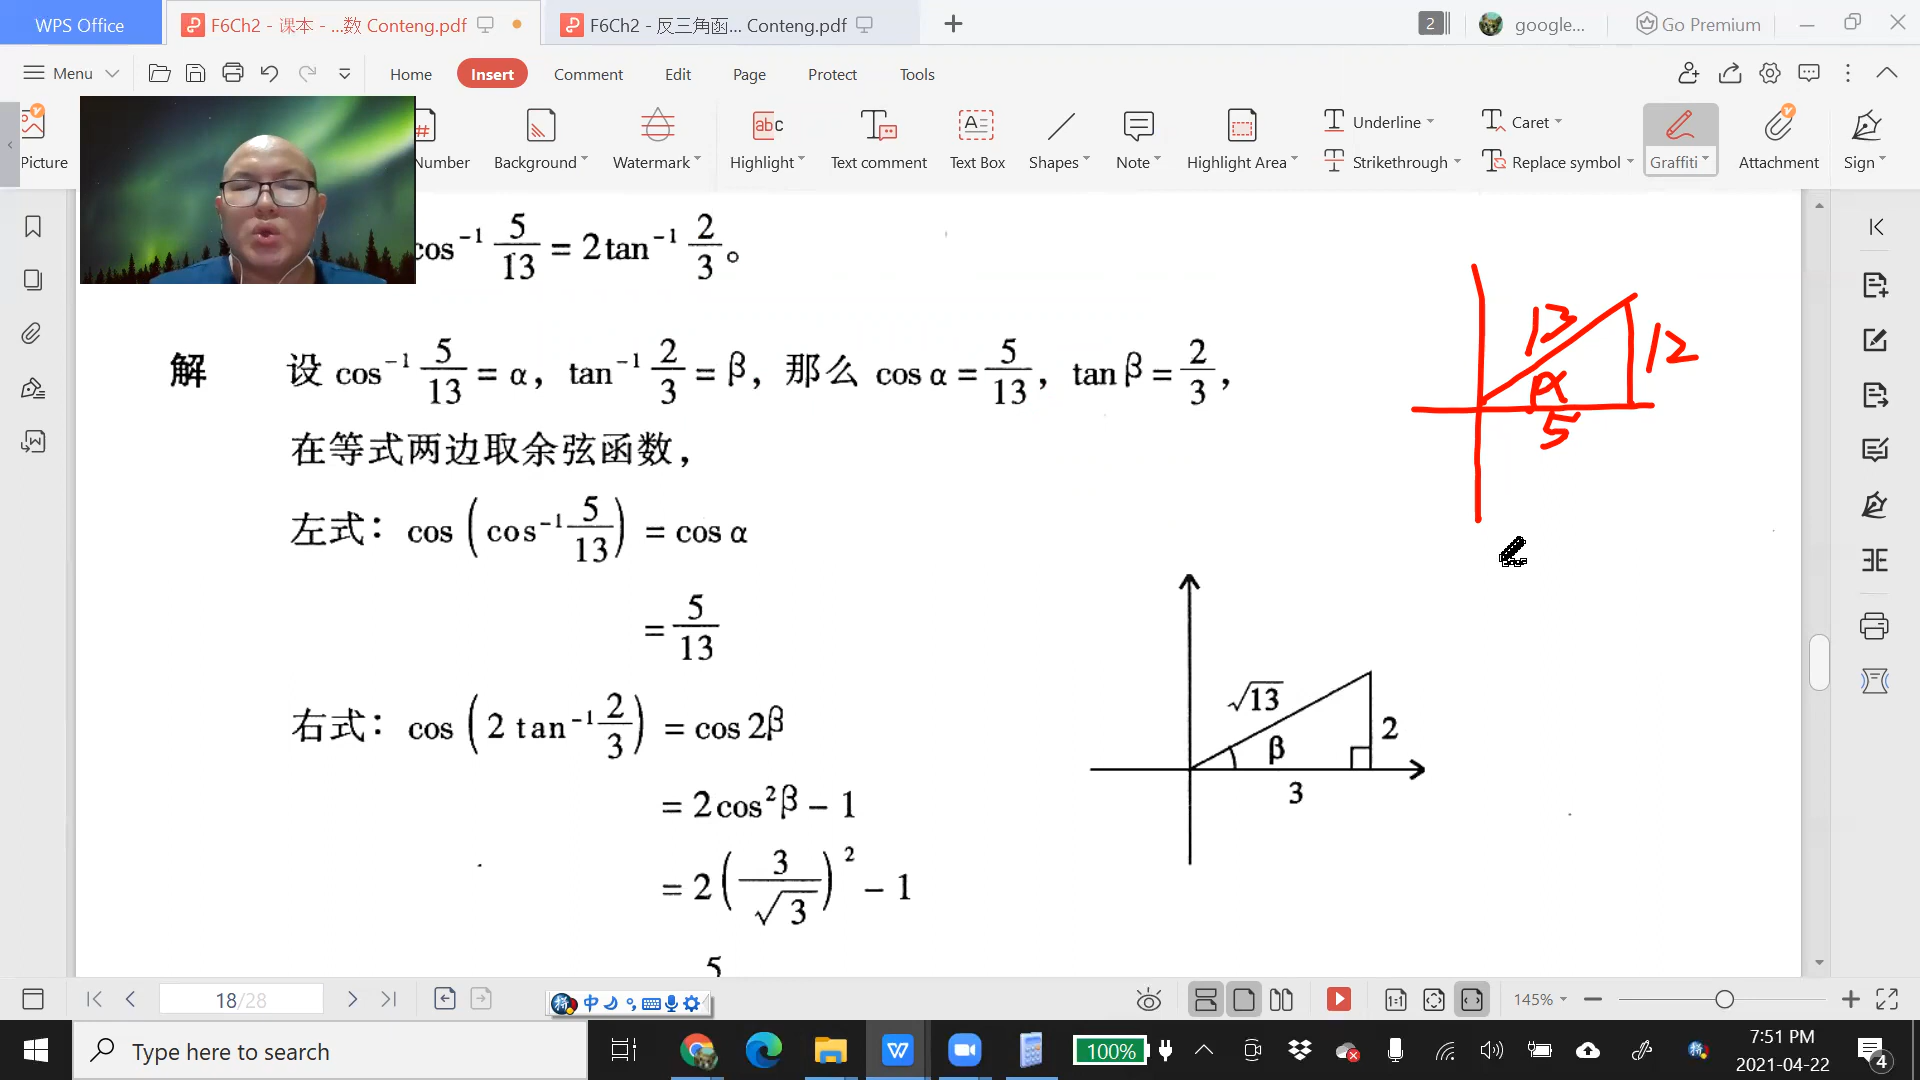 WPS Office
F6Ch2 - 课本 - ...数 Conteng.pdf
F6Ch2 - 反三角函... Conteng.pdf
2
google...
Go Premium
Menu
Home
Insert
Comment
Edit
Page
Protect
Tools
Picture
Number
Background
Watermark
Highlight
Text comment
Text Box
Shapes
Note
Highlight Area
Underline
Strikethrough
Caret
Replace symbol
Graffiti
Attachment
Sign
cos⁻¹ 5/13 = 2tan⁻¹ 2/3。
解 设 cos⁻¹ 5/13 = α, tan⁻¹ 2/3 = β, 那么 cos α = 5/13, tan β = 2/3,
在等式两边取余弦函数,
左式: cos (cos⁻¹ 5/13) = cos α
= 5/13
右式: cos (2 tan⁻¹ 2/3) = cos 2β
= 2cos²β − 1
= 2(3/√3)² − 1
5
13
12
α
5
√13
2
β
3
18/28
中
145%
Type here to search
100%
7:51 PM
2021-04-22
4